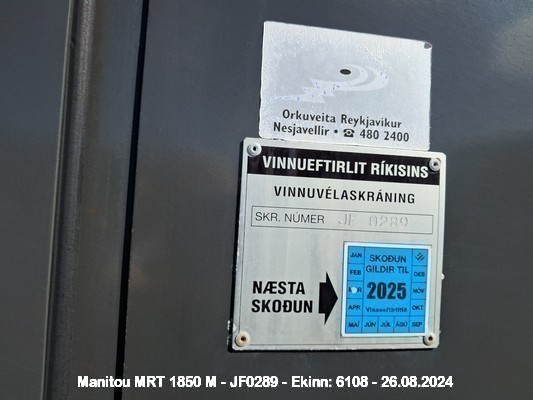 Orkuveita Reykjavikur
Nesjavellir • ☎ 480 2400
VINNUEFTIRLIT RÍKISINS
VINNUVÉLASKRÁNING
SKR. NÚMER JF 0289
NÆSTA
SKOÐUN
JAN SKOÐUN
FEB GILDIR TIL DES
2025 NÓV
APR Vinnueftirlitið OKT
MAÍ JÚN JÚL ÁGÚ SEP
Manitou MRT 1850 M - JF0289 - Ekinn: 6108 - 26.08.2024